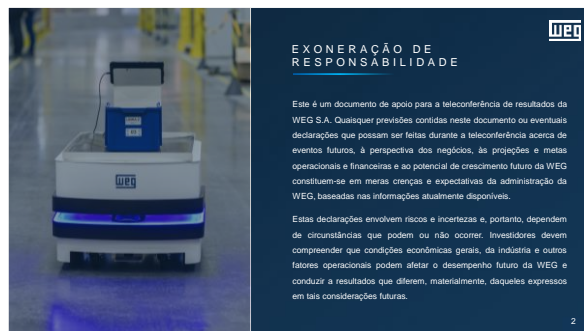 weg
weg
EXONERAÇÃO DE
RESPONSABILIDADE
Este é um documento de apoio para a teleconferência de resultados da
WEG S.A. Quaisquer previsões contidas neste documento ou eventuais
declarações que possam ser feitas durante a teleconferência acerca de
eventos futuros, à perspectiva dos negócios, às projeções e metas
operacionais e financeiras e ao potencial de crescimento futuro da WEG
constituem-se em meras crenças e expectativas da administração da
WEG, baseadas nas informações atualmente disponíveis.
Estas declarações envolvem riscos e incertezas e, portanto, dependem
de circunstâncias que podem ou não ocorrer. Investidores devem
compreender que condições econômicas gerais, da indústria e outros
fatores operacionais podem afetar o desempenho futuro da WEG e
conduzir a resultados que diferem, materialmente, daqueles expressos
em tais considerações futuras.
2